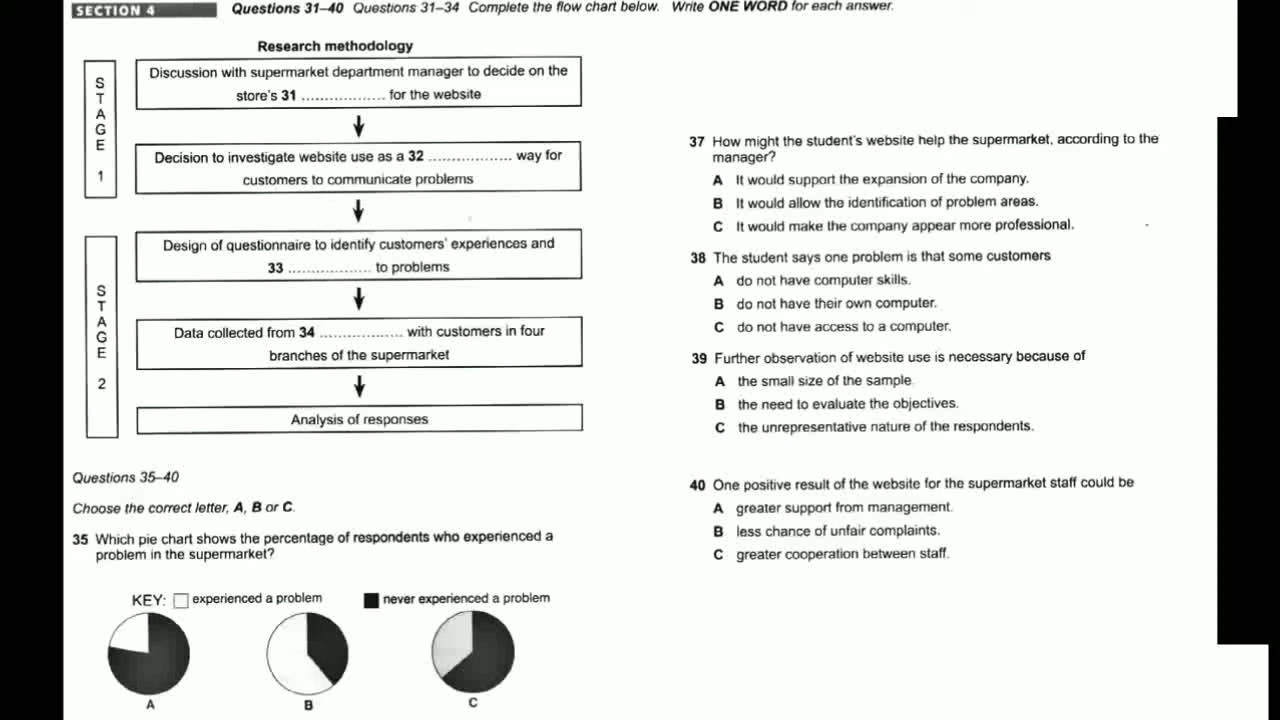 SECTION 4 Questions 31–40 Questions 31–34 Complete the flow chart below. Write ONE WORD for each answer.
Research methodology
STAGE 1
Discussion with supermarket department manager to decide on the
store's 31 .................. for the website
Decision to investigate website use as a 32 .................. way for
customers to communicate problems
STAGE 2
Design of questionnaire to identify customers' experiences and
33 .................. to problems
Data collected from 34 .................. with customers in four
branches of the supermarket
Analysis of responses
Questions 35–40
Choose the correct letter, A, B or C.
35 Which pie chart shows the percentage of respondents who experienced a
problem in the supermarket?
KEY: experienced a problem never experienced a problem
A B C
37 How might the student's website help the supermarket, according to the
manager?
A It would support the expansion of the company.
B It would allow the identification of problem areas.
C It would make the company appear more professional.
38 The student says one problem is that some customers
A do not have computer skills.
B do not have their own computer.
C do not have access to a computer.
39 Further observation of website use is necessary because of
A the small size of the sample.
B the need to evaluate the objectives.
C the unrepresentative nature of the respondents.
40 One positive result of the website for the supermarket staff could be
A greater support from management.
B less chance of unfair complaints.
C greater cooperation between staff.